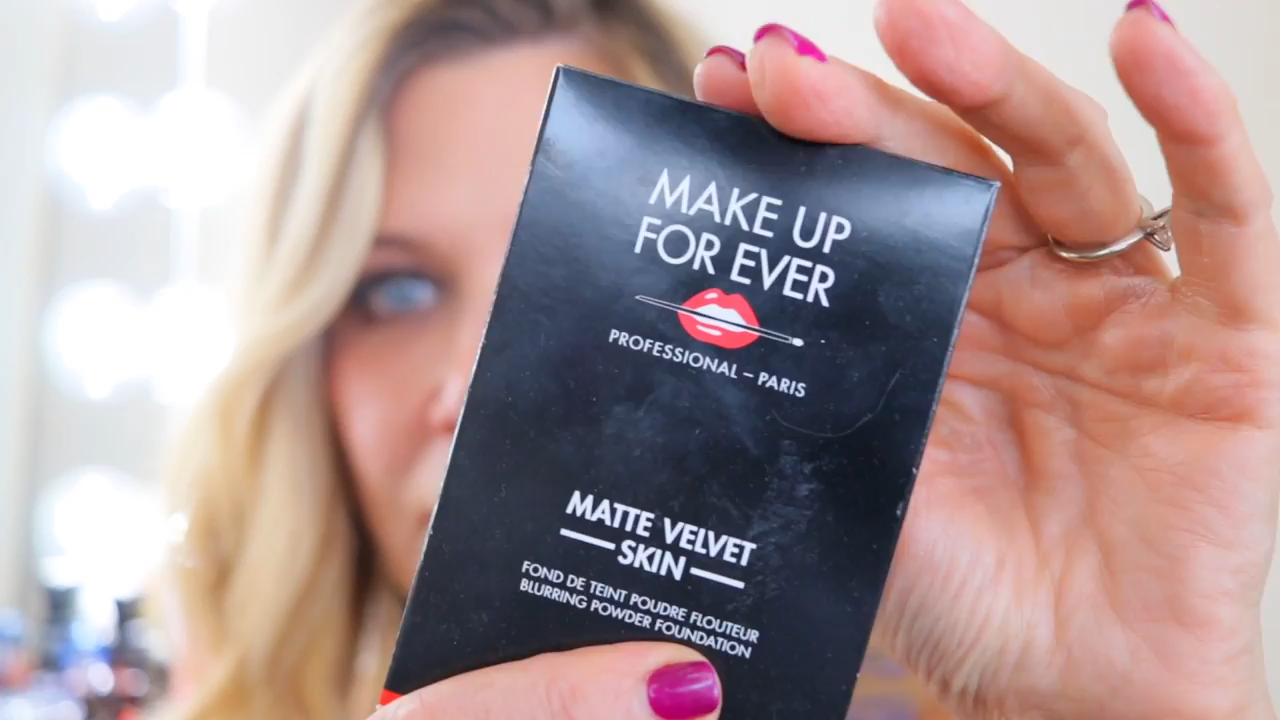 MAKE UP
FOR EVER
PROFESSIONAL – PARIS
MATTE VELVET
SKIN
FOND DE TEINT POUDRE FLOUTEUR
BLURRING POWDER FOUNDATION